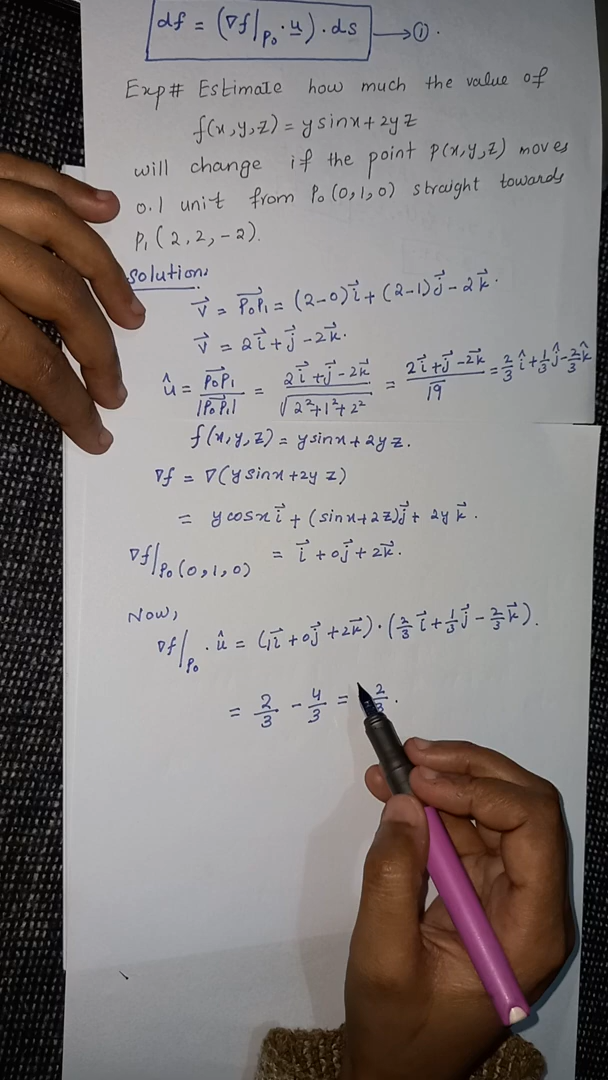 df = (∇f|P₀ · u) · ds → ①.
Exp# Estimate how much the value of
f(x,y,z) = y sinx + 2yz
will change if the point P(x,y,z) moves
0.1 unit from P₀(0,1,0) straight towards
P₁(2,2,-2).
Solution:
v⃗ = P₀P₁⃗ = (2-0)i⃗ + (2-1)j⃗ - 2k⃗.
v⃗ = 2i⃗ + j⃗ - 2k⃗.
û = P₀P₁⃗/|P₀P₁⃗| = (2i⃗ + j⃗ - 2k⃗)/√(2²+1²+2²) = (2i⃗ + j⃗ - 2k⃗)/√9 = 2/3 î + 1/3 ĵ - 2/3 k̂
f(x,y,z) = y sinx + 2yz.
∇f = ∇(y sinx + 2yz)
= y cosx i⃗ + (sinx + 2z)j⃗ + 2y k⃗.
∇f|P₀(0,1,0) = i⃗ + 0j⃗ + 2k⃗.
Now,
∇f|P₀ · û = (1i⃗ + 0j⃗ + 2k⃗) · (2/3 i⃗ + 1/3 j⃗ - 2/3 k⃗).
= 2/3 - 4/3 = 2/3.